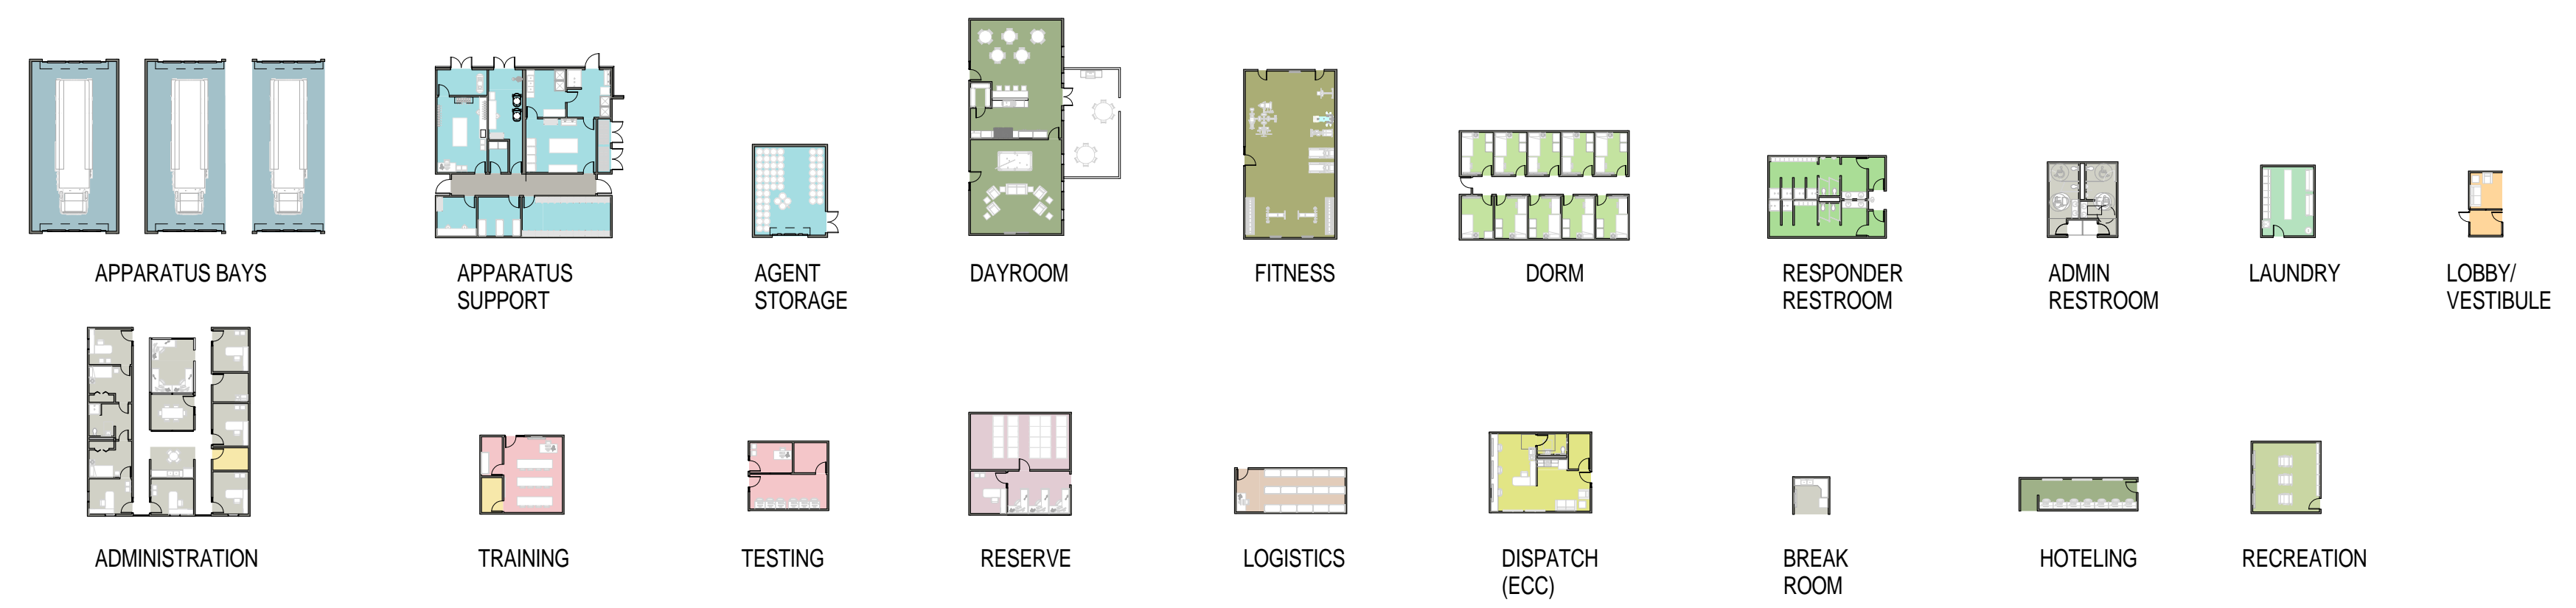 APPARATUS BAYS
APPARATUS
SUPPORT
AGENT
STORAGE
DAYROOM
FITNESS
DORM
RESPONDER
RESTROOM
ADMIN
RESTROOM
LAUNDRY
LOBBY/
VESTIBULE
ADMINISTRATION
TRAINING
TESTING
RESERVE
LOGISTICS
DISPATCH
(ECC)
BREAK
ROOM
HOTELING
RECREATION